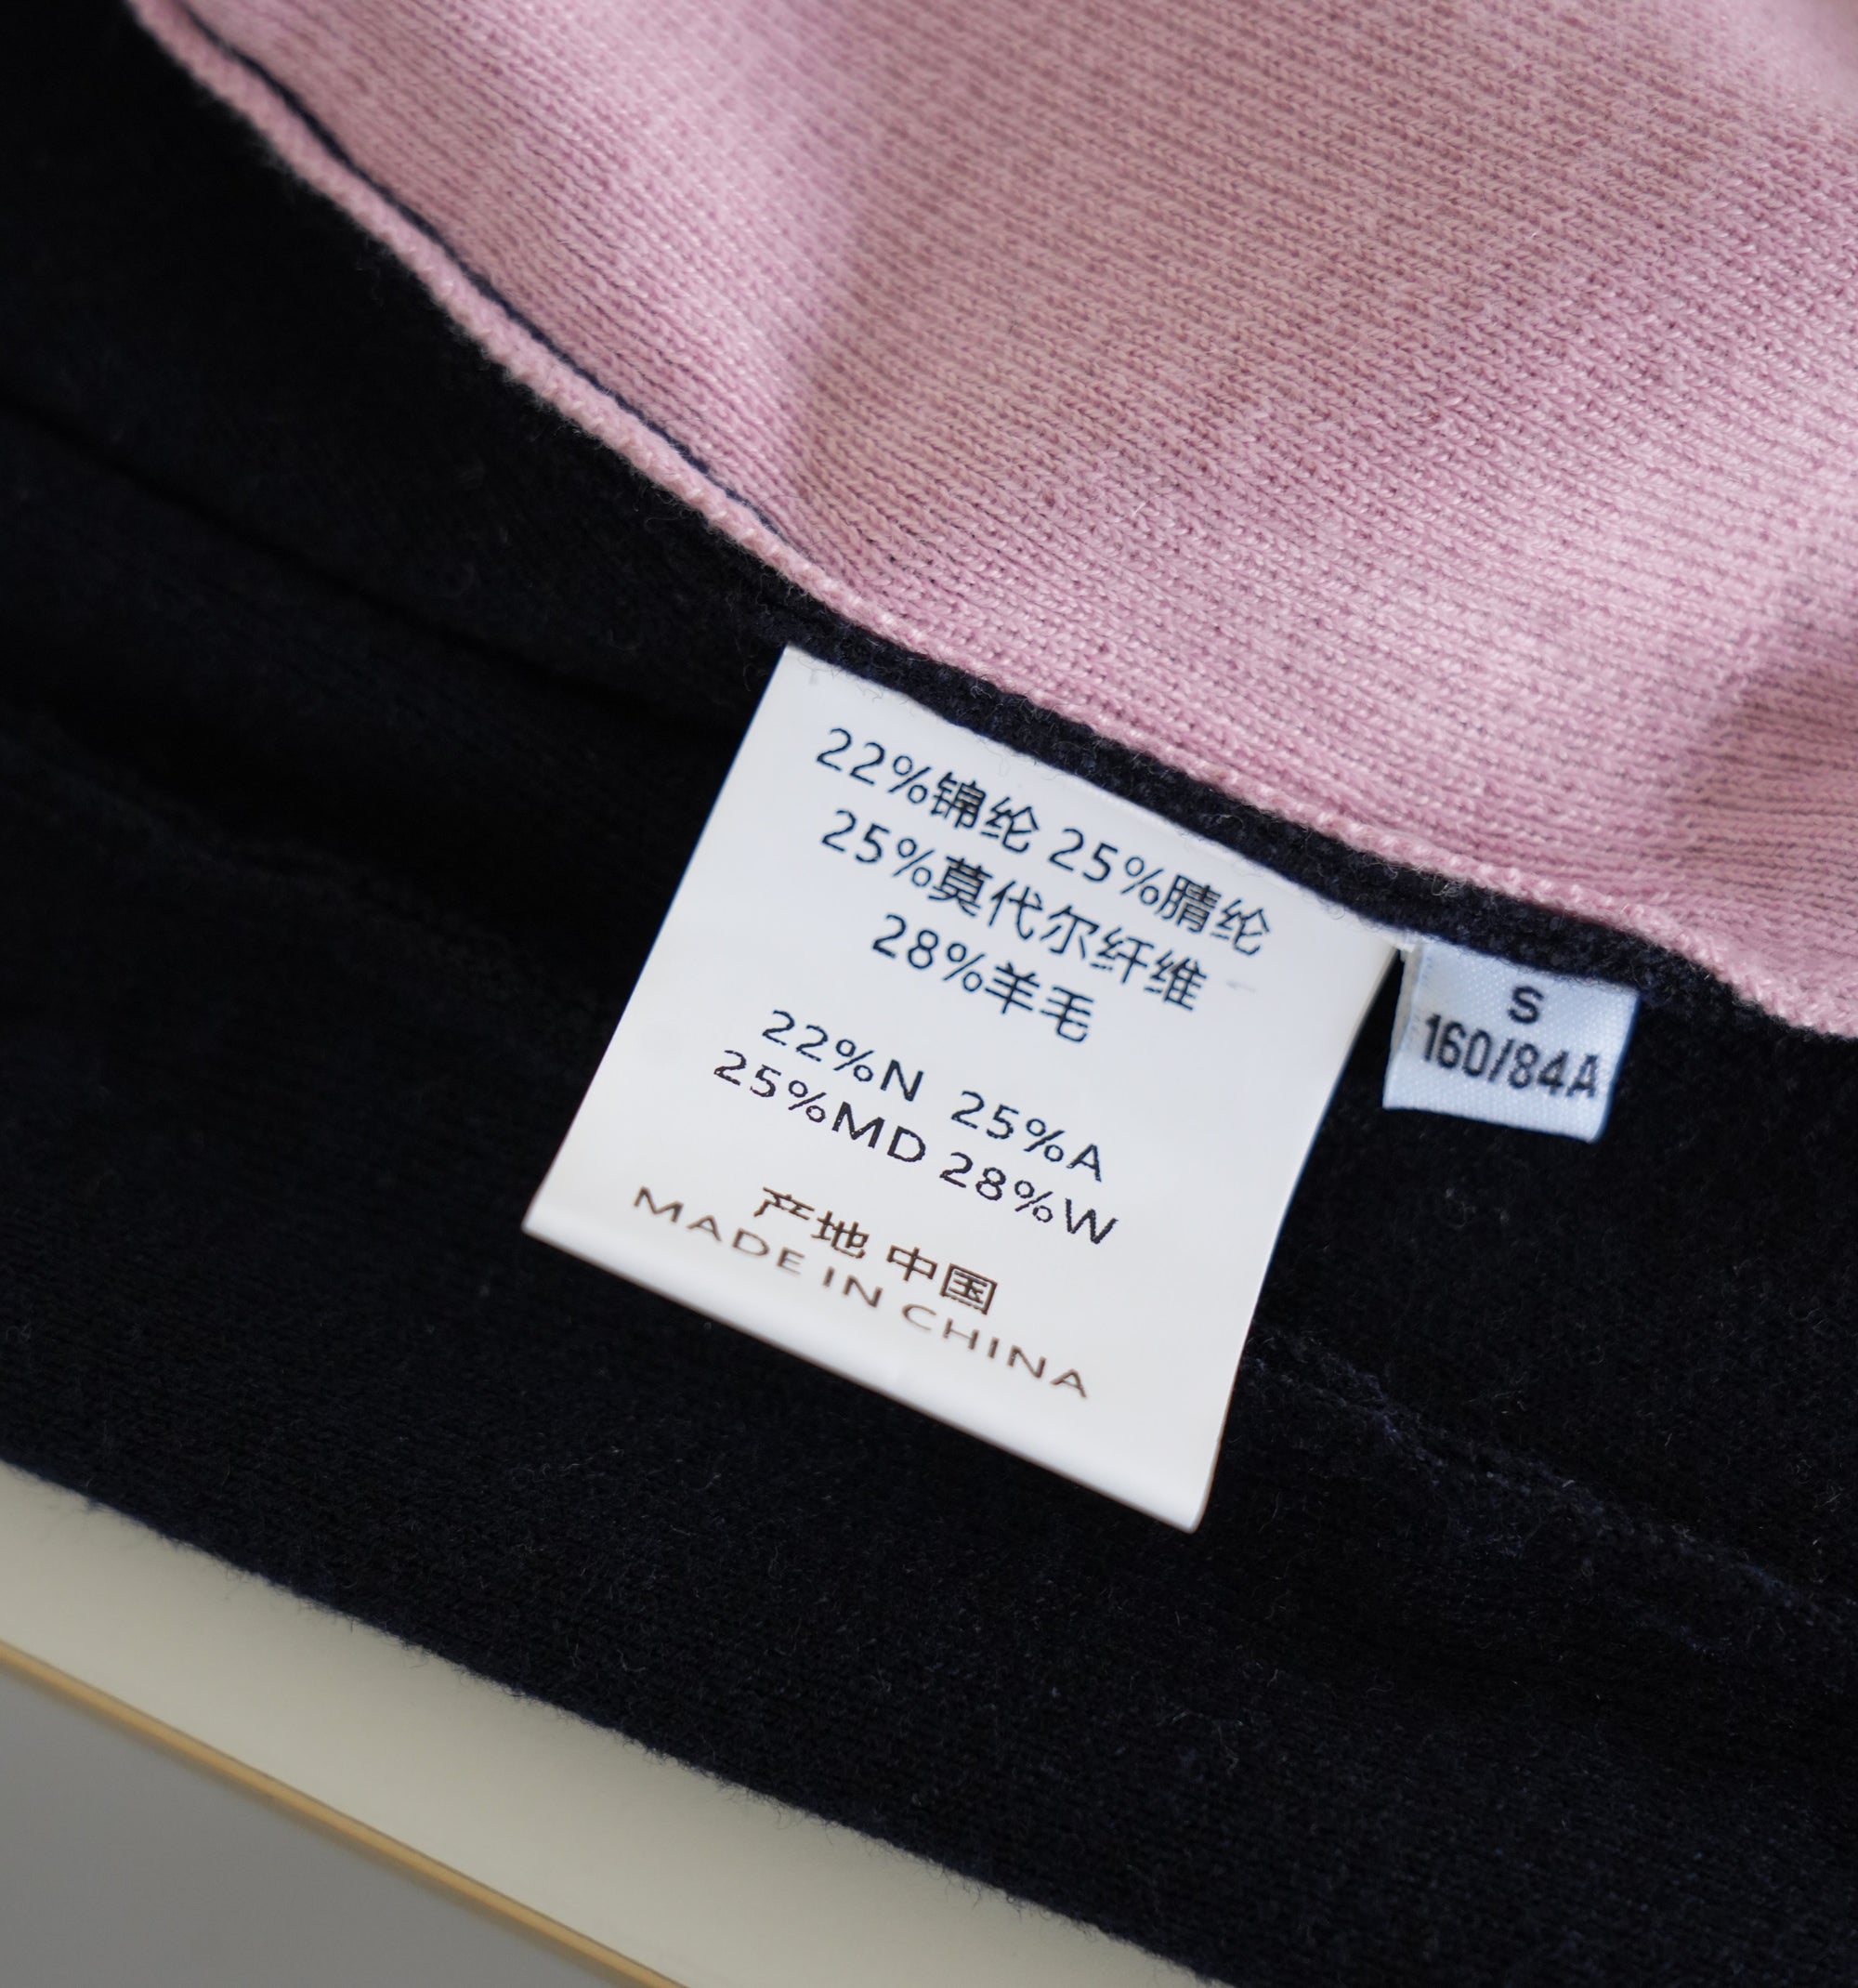 22%锦纶 25%腈纶
25%莫代尔纤维
28%羊毛
22%N 25%A
25%MD 28%W
产地 中国
MADE IN CHINA
S
160/84A